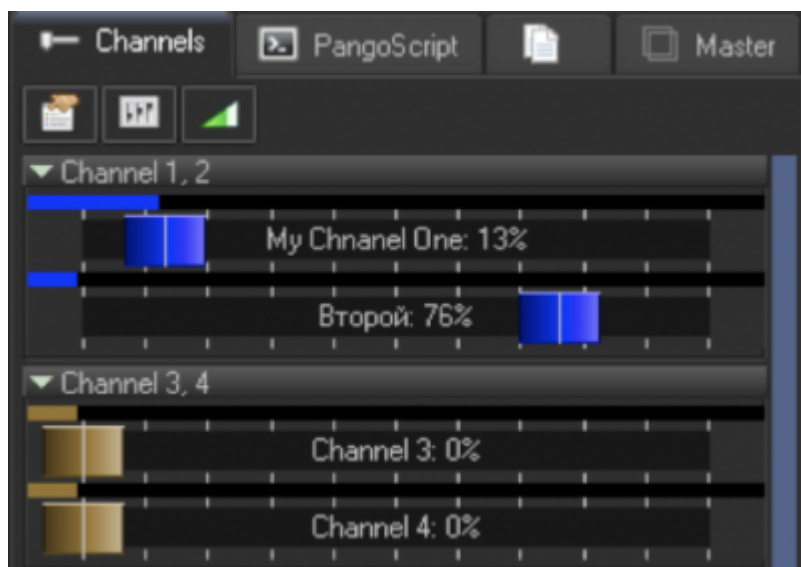 Channels PangoScript Master
Channel 1, 2
My Chnanel One: 13%
Второй: 76%
Channel 3, 4
Channel 3: 0%
Channel 4: 0%